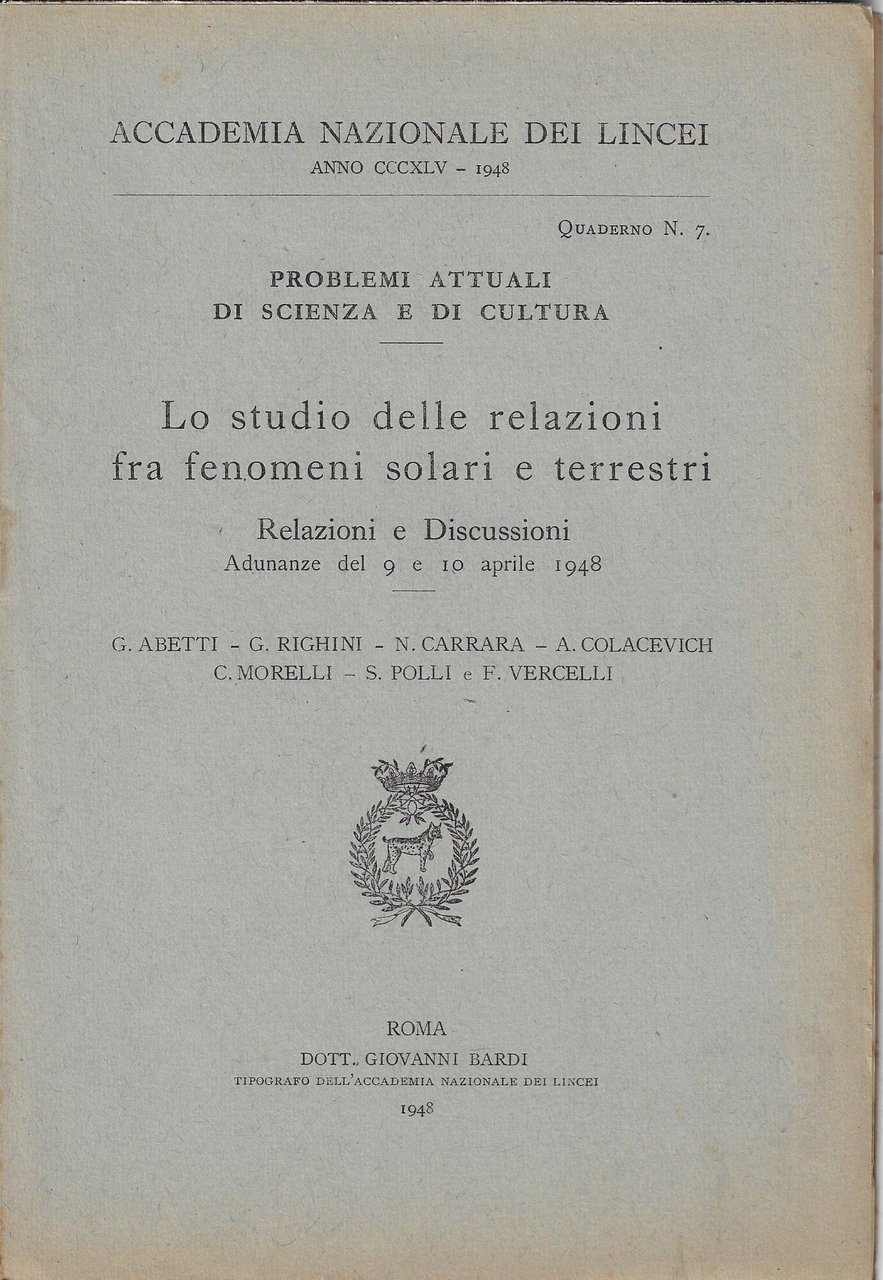 ACCADEMIA NAZIONALE DEI LINCEI
ANNO CCCXLV – 1948
QUADERNO N. 7.
PROBLEMI ATTUALI
DI SCIENZA E DI CULTURA
Lo studio delle relazioni
fra fenomeni solari e terrestri
Relazioni e Discussioni
Adunanze del 9 e 10 aprile 1948
G. ABETTI – G. RIGHINI – N. CARRARA – A. COLACEVICH
C. MORELLI – S. POLLI e F. VERCELLI
ROMA
DOTT. GIOVANNI BARDI
TIPOGRAFO DELL'ACCADEMIA NAZIONALE DEI LINCEI
1948